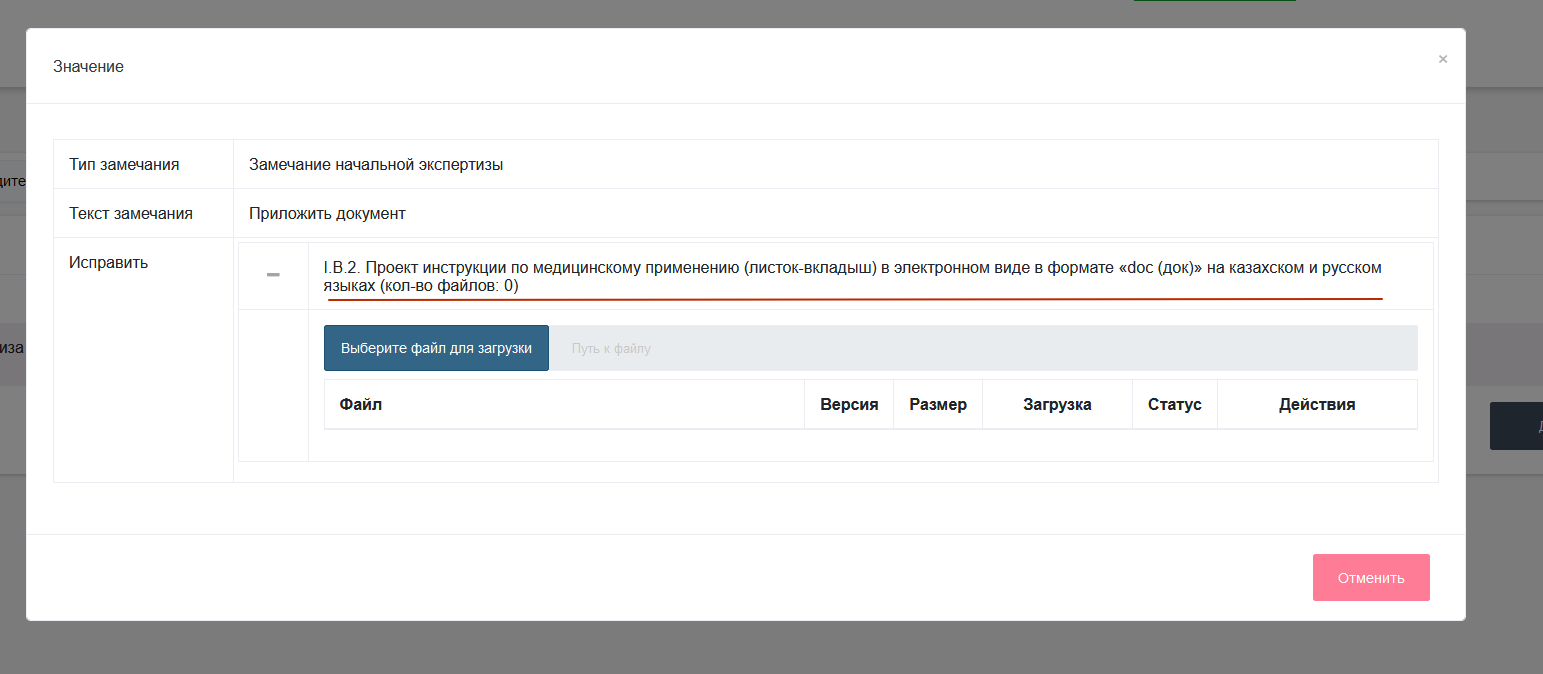 Значение
×
Тип замечания
Замечание начальной экспертизы
Текст замечания
Приложить документ
Исправить
I.B.2. Проект инструкции по медицинскому применению (листок-вкладыш) в электронном виде в формате «doc (док)» на казахском и русском
языках (кол-во файлов: 0)
Выберите файл для загрузки
Путь к файлу
Файл
Версия
Размер
Загрузка
Статус
Действия
Отменить